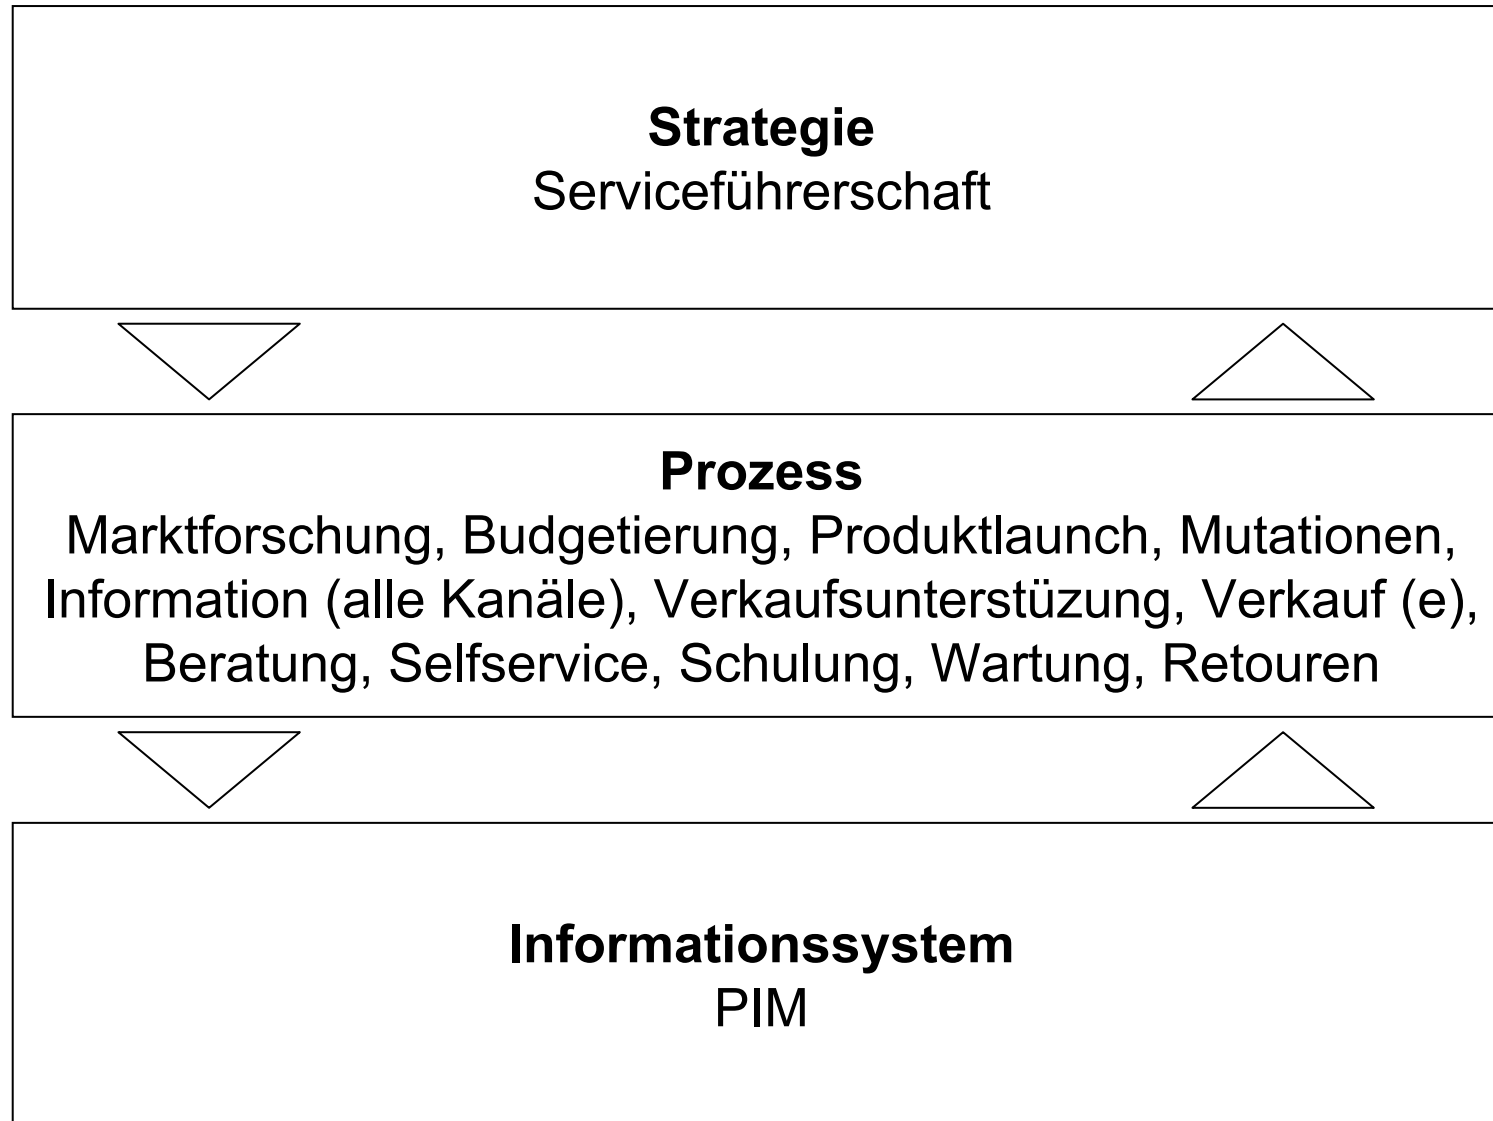 Strategie
Serviceführerschaft
Prozess
Marktforschung, Budgetierung, Produktlaunch, Mutationen,
Information (alle Kanäle), Verkaufsunterstüzung, Verkauf (e),
Beratung, Selfservice, Schulung, Wartung, Retouren
Informationssystem
PIM